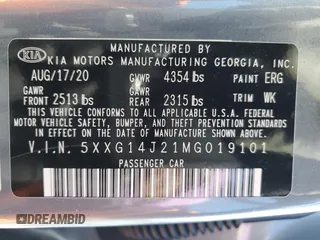 MANUFACTURED BY
KIA KIA MOTORS MANUFACTURING GEORGIA, INC.
AUG/17/20 GVWR 4354 lbs PAINT ERG
GAWR FRONT 2513 lbs GAWR REAR 2315 lbs TRIM WK
THIS VEHICLE CONFORMS TO ALL APPLICABLE
U.S.A. FEDERAL MOTOR VEHICLE
SAFETY, BUMPER, AND THEFT PREVENTION STANDARDS
IN EFFECT ON THE DATE OF MANUFACTURE SHOWN ABOVE.
V.I.N. 5XXG14J21MG019101
PASSENGER CAR
DREAMBID